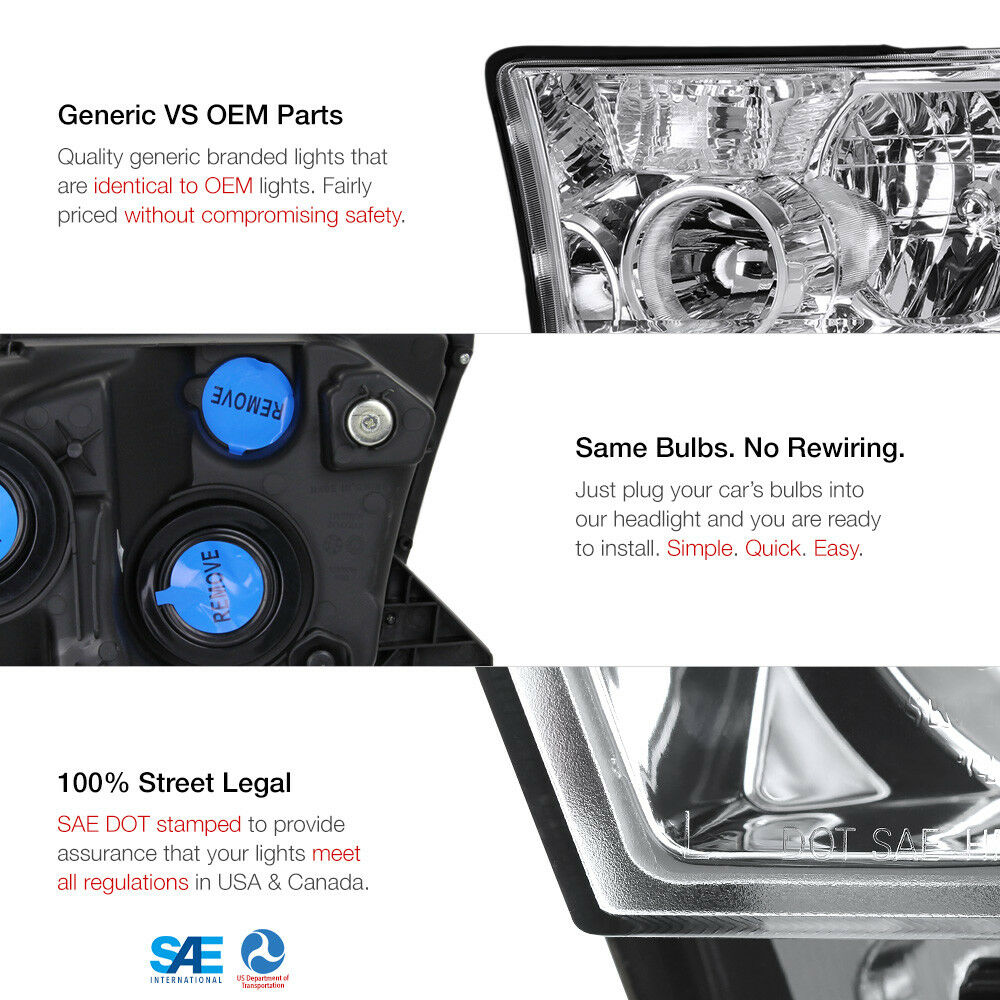 Generic VS OEM Parts
Quality generic branded lights that
are identical to OEM lights. Fairly
priced without compromising safety.
REMOVE
REMOVE
Same Bulbs. No Rewiring.
Just plug your car's bulbs into
our headlight and you are ready
to install. Simple. Quick. Easy.
100% Street Legal
SAE DOT stamped to provide
assurance that your lights meet
all regulations in USA & Canada.
L DOT SAE
SAE
INTERNATIONAL
US Department of
Transportation